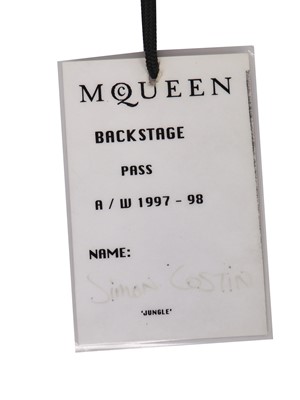 McQUEEN
BACKSTAGE
PASS
A / W 1997 - 98
NAME:
Simon Costin
'JUNGLE'